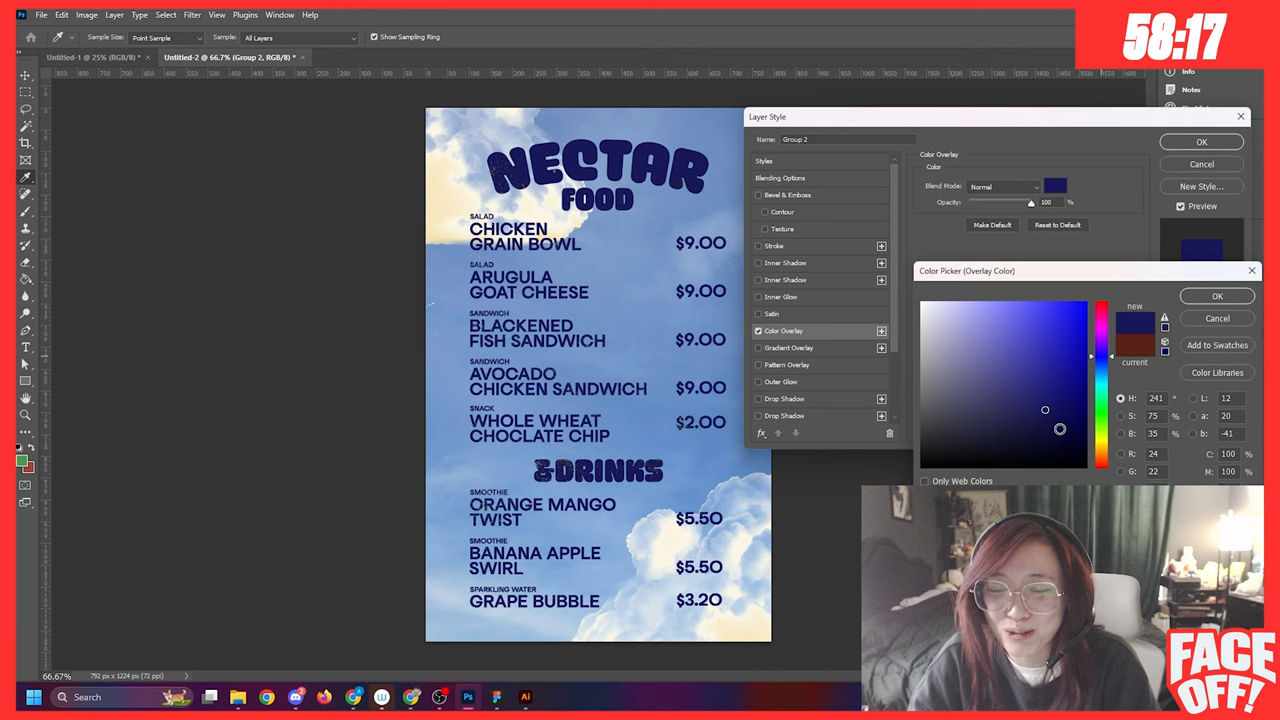 File Edit Image Layer Type Select Filter View Plugins Window Help
58:17
Sample Size: Point Sample Sample: All Layers Show Sampling Ring
Untitled-1 @ 25% (RGB/8) * × Untitled-2 @ 66.7% (Group 2, RGB/8) * ×
Info
Notes
NECTAR
FOOD
SALAD
CHICKEN
GRAIN BOWL $9.00
SALAD
ARUGULA
GOAT CHEESE $9.00
SANDWICH
BLACKENED
FISH SANDWICH $9.00
SANDWICH
AVOCADO
CHICKEN SANDWICH $9.00
SNACK
WHOLE WHEAT
CHOCLATE CHIP $2.00
&DRINKS
SMOOTHIE
ORANGE MANGO
TWIST $5.50
SMOOTHIE
BANANA APPLE
SWIRL $5.50
SPARKLING WATER
GRAPE BUBBLE $3.20
Layer Style
Name: Group 2
Styles
Blending Options
Bevel & Emboss
Contour
Texture
Stroke
Inner Shadow
Inner Shadow
Inner Glow
Satin
Color Overlay
Gradient Overlay
Pattern Overlay
Outer Glow
Drop Shadow
Drop Shadow
fx
Color Overlay
Color
Blend Mode: Normal
Opacity: 100 %
Make Default Reset to Default
OK
Cancel
New Style...
Preview
Color Picker (Overlay Color)
new
current
OK
Cancel
Add to Swatches
Color Libraries
H: 241 ° L: 12
S: 75 % a: 20
B: 35 % b: -41
R: 24 C: 100 %
G: 22 M: 100 %
Only Web Colors
66.67% 792 px x 1224 px (72 ppi)
Search
Ps
Ai
FACE
OFF!